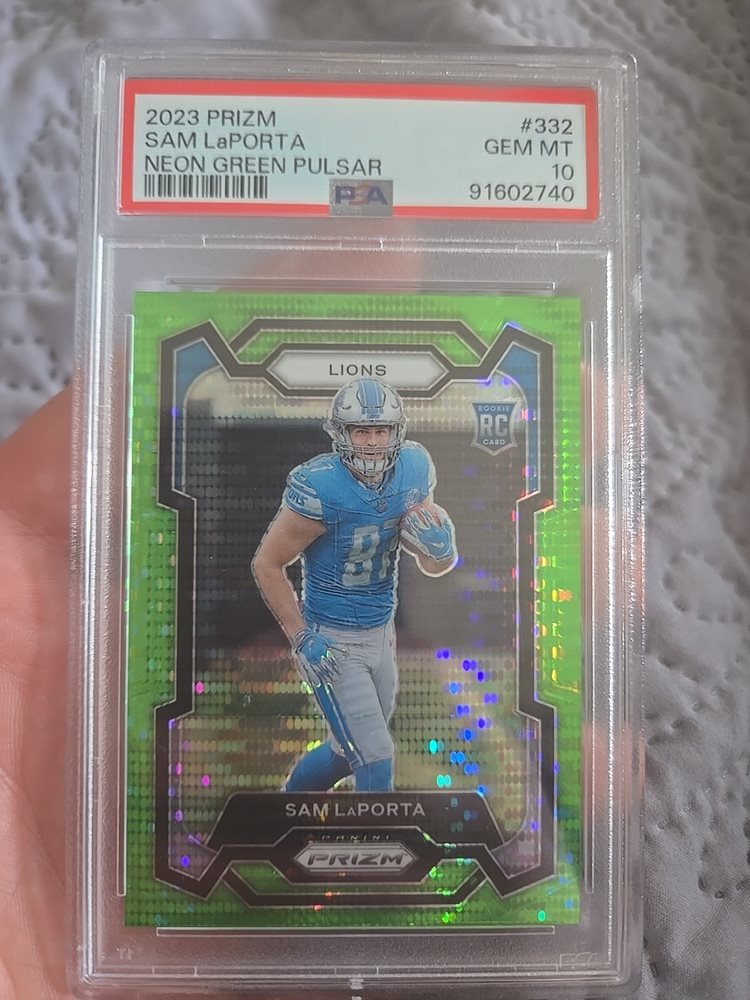 2023 PRIZM
#332
SAM LaPORTA
GEM MT
NEON GREEN PULSAR
10
PSA
91602740
LIONS
ROOKIE
RC
CARD
87
SAM LaPORTA
PANINI
PRIZM